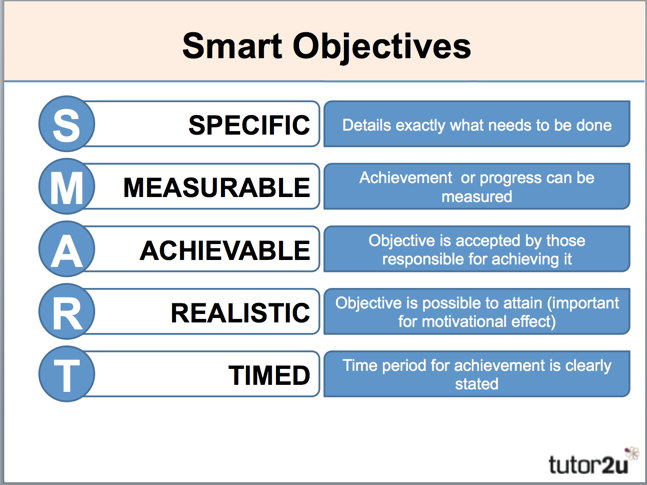 Smart Objectives
S
SPECIFIC
Details exactly what needs to be done
M
MEASURABLE
Achievement or progress can be
measured
A
ACHIEVABLE
Objective is accepted by those
responsible for achieving it
R
REALISTIC
Objective is possible to attain (important
for motivational effect)
T
TIMED
Time period for achievement is clearly
stated
tutor2u